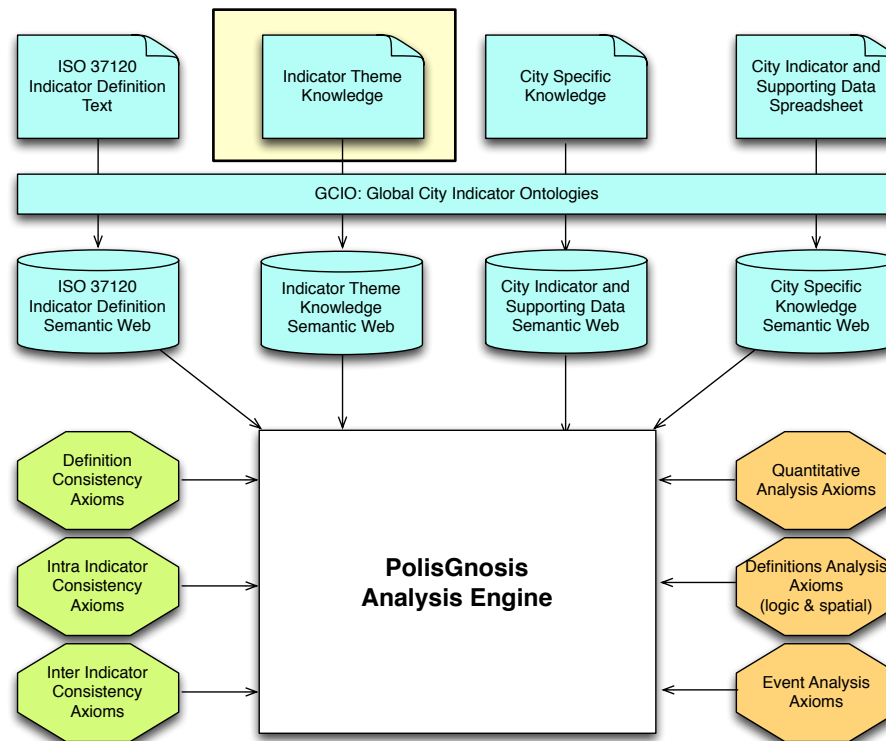 ISO 37120
Indicator Definition
Text
Indicator Theme
Knowledge
City Specific
Knowledge
City Indicator and
Supporting Data
Spreadsheet
GCIO: Global City Indicator Ontologies
ISO 37120
Indicator Definition
Semantic Web
Indicator Theme
Knowledge
Semantic Web
City Indicator and
Supporting Data
Semantic Web
City Specific
Knowledge
Semantic Web
Definition
Consistency
Axioms
Intra Indicator
Consistency
Axioms
Inter Indicator
Consistency
Axioms
PolisGnosis
Analysis Engine
Quantitative
Analysis Axioms
Definitions Analysis
Axioms
(logic & spatial)
Event Analysis
Axioms